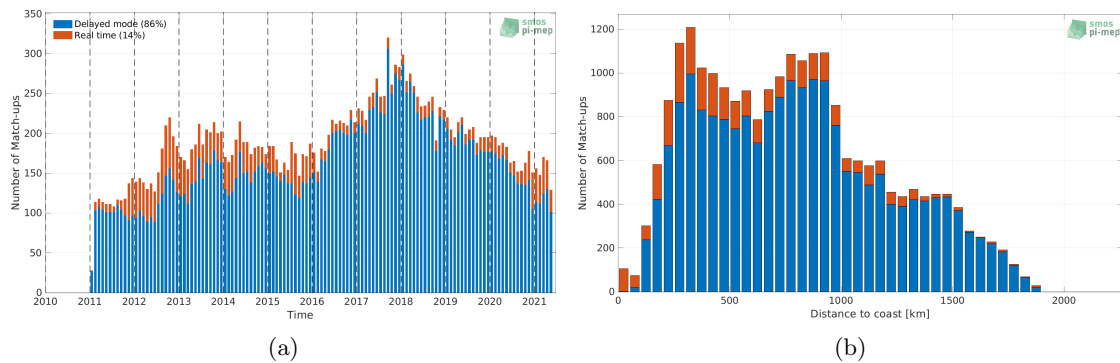 Delayed mode (86%)
Real time (14%)
smos
pi-mep
350
300
250
200
150
100
50
0
Number of Match-ups
2010 2011 2012 2013 2014 2015 2016 2017 2018 2019 2020 2021
Time
(a)
smos
pi-mep
1200
1000
800
600
400
200
0
Number of Match-ups
0 500 1000 1500 2000
Distance to coast [km]
(b)